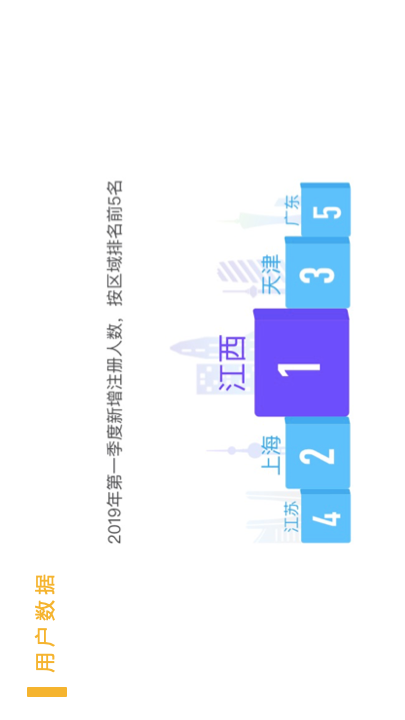 用户数据
2019年第一季度新增注册人数，按区域排名前5名
江苏
4
上海
2
江西
1
天津
3
广东
5